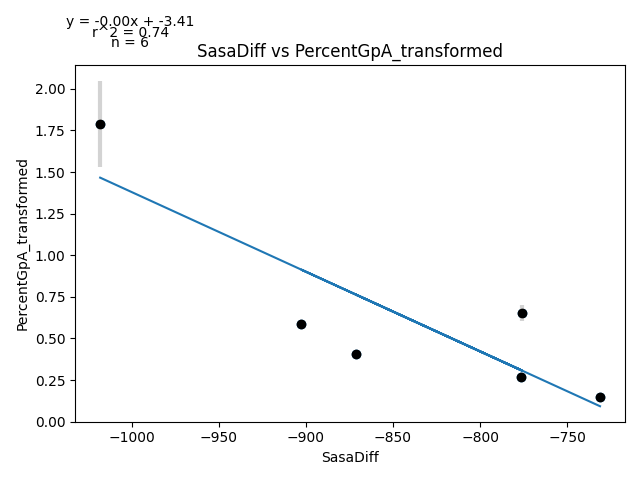 y = -0.00x + -3.41
r^2 = 0.74
n = 6
SasaDiff vs PercentGpA_transformed
2.00
1.75
1.50
1.25
1.00
0.75
0.50
0.25
0.00
PercentGpA_transformed
−1000 −950 −900 −850 −800 −750
SasaDiff